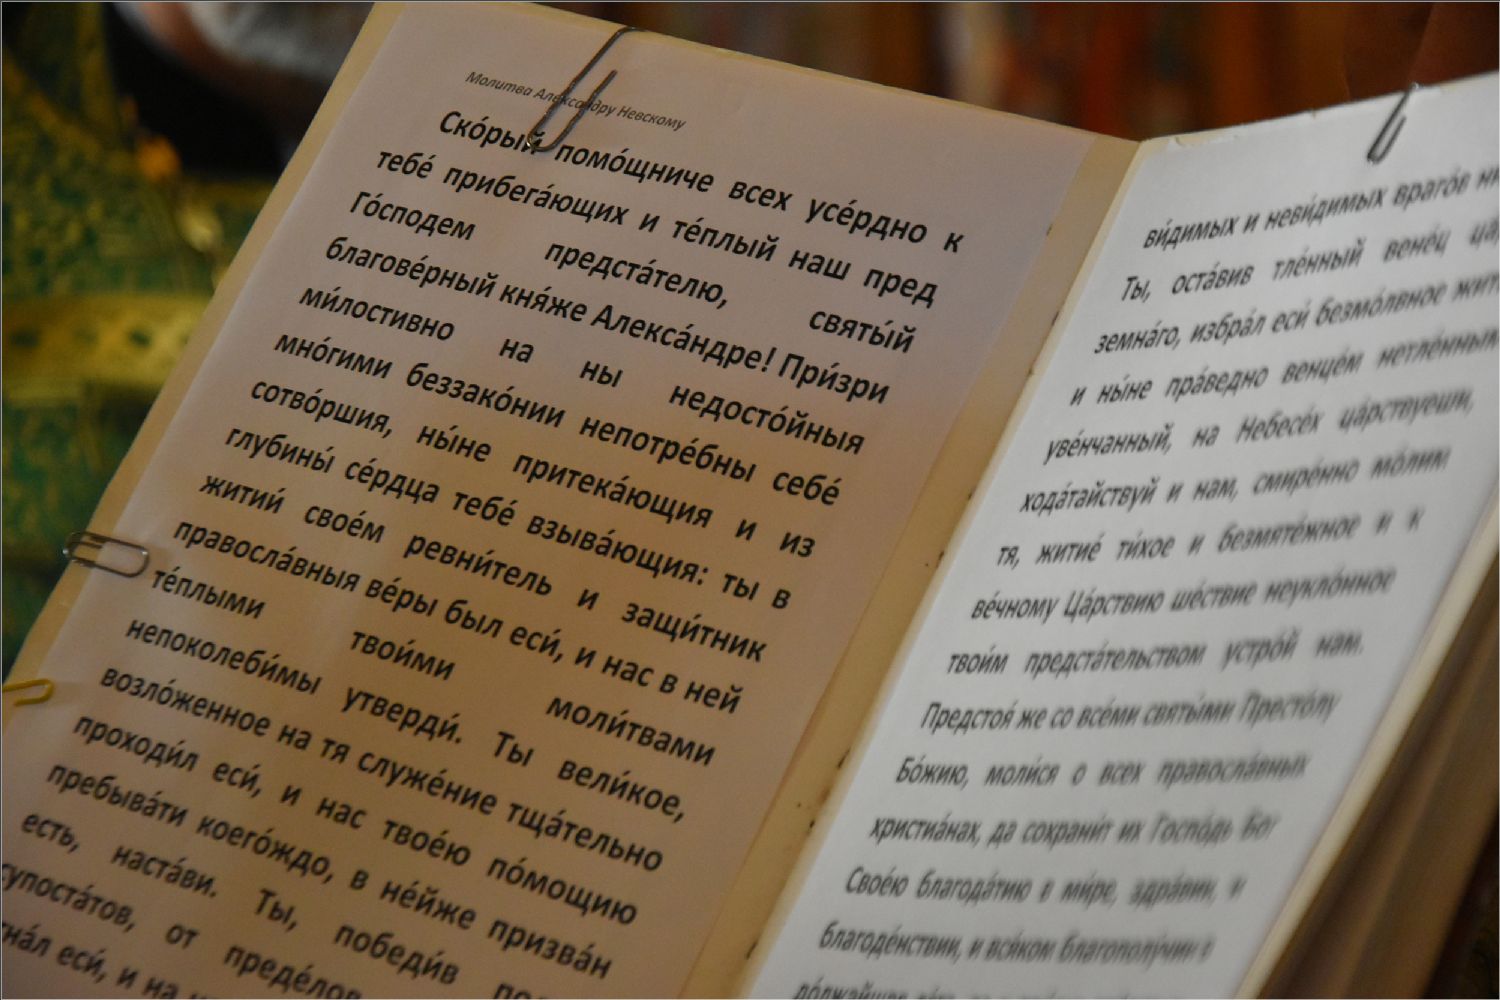 Молитва Александру Невскому
Ско́рый помо́щниче всех усе́рдно к
тебе́ прибега́ющих и те́плый наш пред
Го́сподем предста́телю, святы́й
благове́рный кня́же Алекса́ндре! При́зри
ми́лостивно на ны недосто́йныя
мно́гими беззако́нии непотре́бны себе́
сотво́ршия, ны́не притека́ющия и из
глубины́ се́рдца тебе́ взыва́ющия: ты в
житии́ свое́м ревни́тель и защи́тник
правосла́вныя ве́ры был еси́, и нас в ней
те́плыми твои́ми моли́твами
непоколеби́мы утверди́. Ты вели́кое,
возло́женное на тя служе́ние тща́тельно
проходи́л еси́, и нас твое́ю по́мощию
пребыва́ти коего́ждо, в не́йже призва́н
есть, наста́ви. Ты, победи́в
супоста́тов, от преде́лов
еси́, и на
ви́димых и неви́димых враго́в
Ты, оста́вив тле́нный вене́ц
земна́го, избра́л еси́ безмо́лвное
и ны́не пра́ведно венце́м
уве́нчанный, на Небесе́х ца́рствуеши,
хода́тайствуй и нам, смире́нно мо́лим
тя, житие́ ти́хое и безмяте́жное и к
ве́чному Ца́рствию ше́ствие неукло́нное
твои́м предста́тельством устро́й нам.
Предстоя́ же со все́ми святы́ми Престо́лу
Бо́жию, моли́ся о всех правосла́вных
христиа́нах, да сохрани́т их Госпо́дь Бог
Свое́ю благода́тию в ми́ре, здра́вии, и
благоде́нствии, и вся́ком благополу́чии в